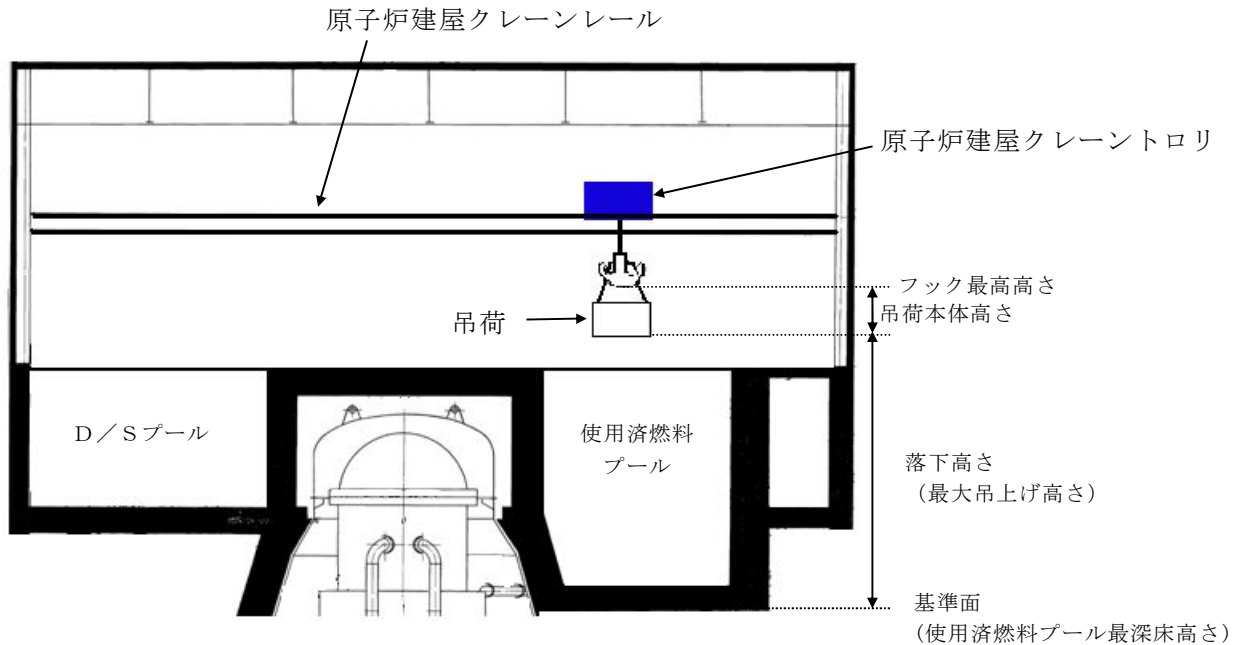 原子炉建屋クレーンレール
原子炉建屋クレーントロリ
フック最高高さ
吊荷本体高さ
吊荷
D／Sプール
使用済燃料
プール
落下高さ
（最大吊上げ高さ）
基準面
（使用済燃料プール最深床高さ）